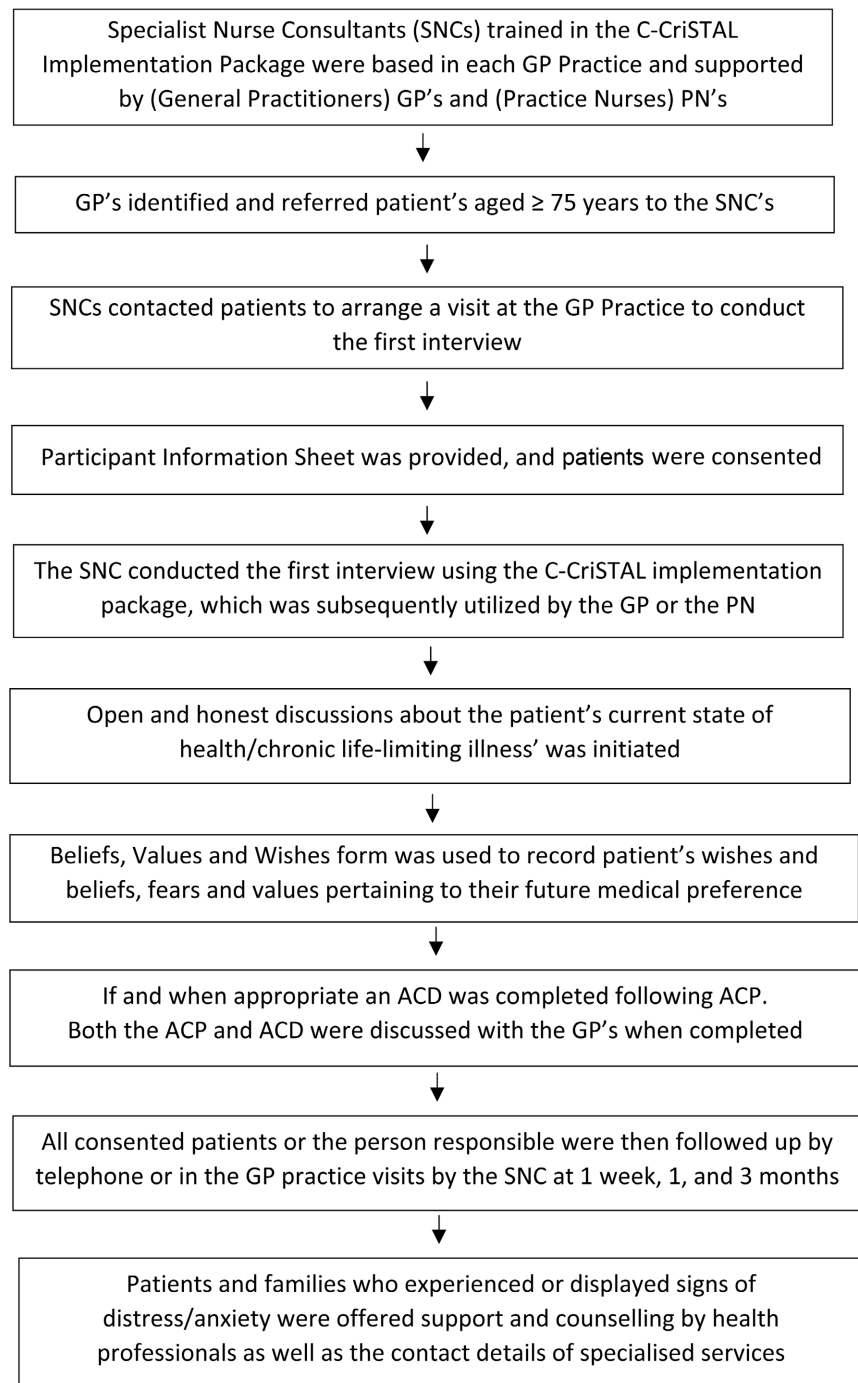 Specialist Nurse Consultants (SNCs) trained in the C-CriSTAL
Implementation Package were based in each GP Practice and supported
by (General Practitioners) GP's and (Practice Nurses) PN's
GP's identified and referred patient's aged ≥ 75 years to the SNC's
SNCs contacted patients to arrange a visit at the GP Practice to conduct
the first interview
Participant Information Sheet was provided, and patients were consented
The SNC conducted the first interview using the C-CriSTAL implementation
package, which was subsequently utilized by the GP or the PN
Open and honest discussions about the patient's current state of
health/chronic life-limiting illness' was initiated
Beliefs, Values and Wishes form was used to record patient's wishes and
beliefs, fears and values pertaining to their future medical preference
If and when appropriate an ACD was completed following ACP.
Both the ACP and ACD were discussed with the GP's when completed
All consented patients or the person responsible were then followed up by
telephone or in the GP practice visits by the SNC at 1 week, 1, and 3 months
Patients and families who experienced or displayed signs of
distress/anxiety were offered support and counselling by health
professionals as well as the contact details of specialised services